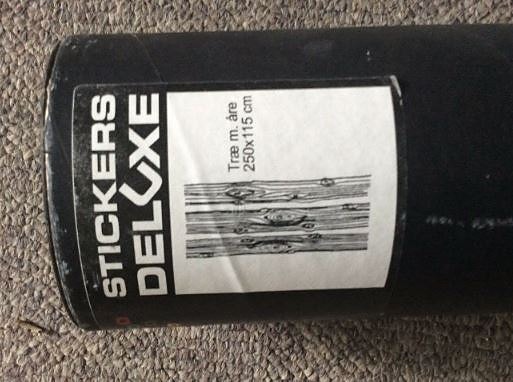 STICKERS
DELUXE
Træ m. åre
250x115 cm